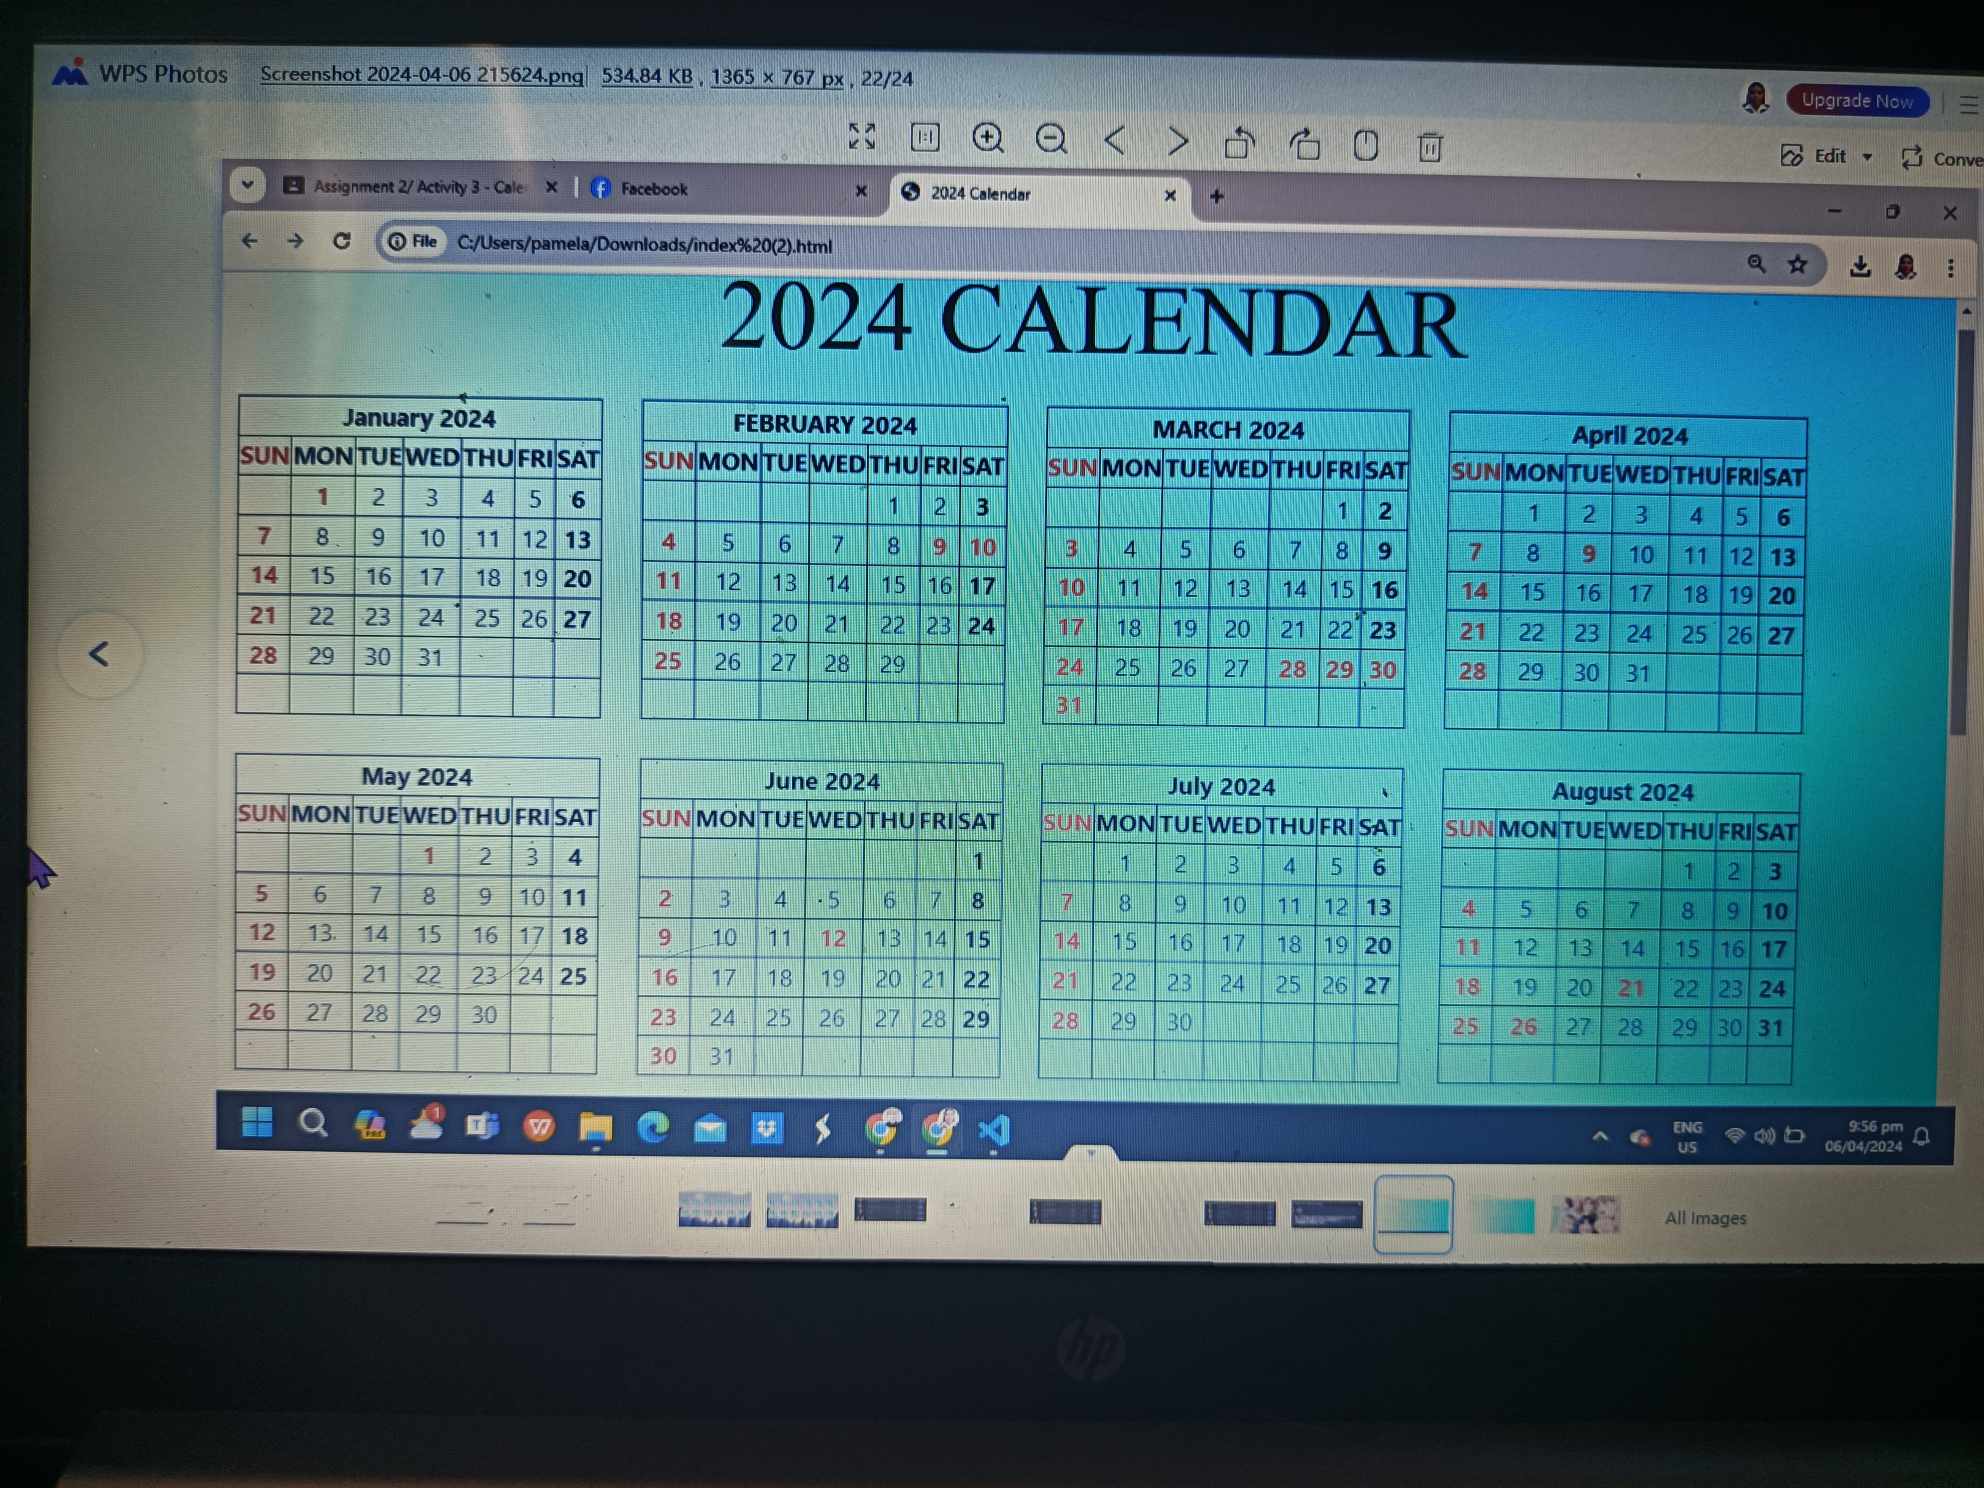 WPS Photos Screenshot 2024-04-06 215624.png 534.84 KB , 1365 × 767 px , 22/24
Upgrade Now
1:1
Edit
Conve
Assignment 2/ Activity 3 - Cale
Facebook
2024 Calendar
File C:/Users/pamela/Downloads/index%20(2).html
2024 CALENDAR
January 2024
SUN MON TUE WED THU FRI SAT
1 2 3 4 5 6
7 8 9 10 11 12 13
14 15 16 17 18 19 20
21 22 23 24 25 26 27
28 29 30 31
FEBRUARY 2024
SUN MON TUE WED THU FRI SAT
1 2 3
4 5 6 7 8 9 10
11 12 13 14 15 16 17
18 19 20 21 22 23 24
25 26 27 28 29
MARCH 2024
SUN MON TUE WED THU FRI SAT
1 2
3 4 5 6 7 8 9
10 11 12 13 14 15 16
17 18 19 20 21 22 23
24 25 26 27 28 29 30
31
April 2024
SUN MON TUE WED THU FRI SAT
1 2 3 4 5 6
7 8 9 10 11 12 13
14 15 16 17 18 19 20
21 22 23 24 25 26 27
28 29 30 31
May 2024
SUN MON TUE WED THU FRI SAT
1 2 3 4
5 6 7 8 9 10 11
12 13 14 15 16 17 18
19 20 21 22 23 24 25
26 27 28 29 30
June 2024
SUN MON TUE WED THU FRI SAT
1
2 3 4 5 6 7 8
9 10 11 12 13 14 15
16 17 18 19 20 21 22
23 24 25 26 27 28 29
30 31
July 2024
SUN MON TUE WED THU FRI SAT
1 2 3 4 5 6
7 8 9 10 11 12 13
14 15 16 17 18 19 20
21 22 23 24 25 26 27
28 29 30
August 2024
SUN MON TUE WED THU FRI SAT
1 2 3
4 5 6 7 8 9 10
11 12 13 14 15 16 17
18 19 20 21 22 23 24
25 26 27 28 29 30 31
1
PRE
ENG
US
9:56 pm
06/04/2024
All Images
hp